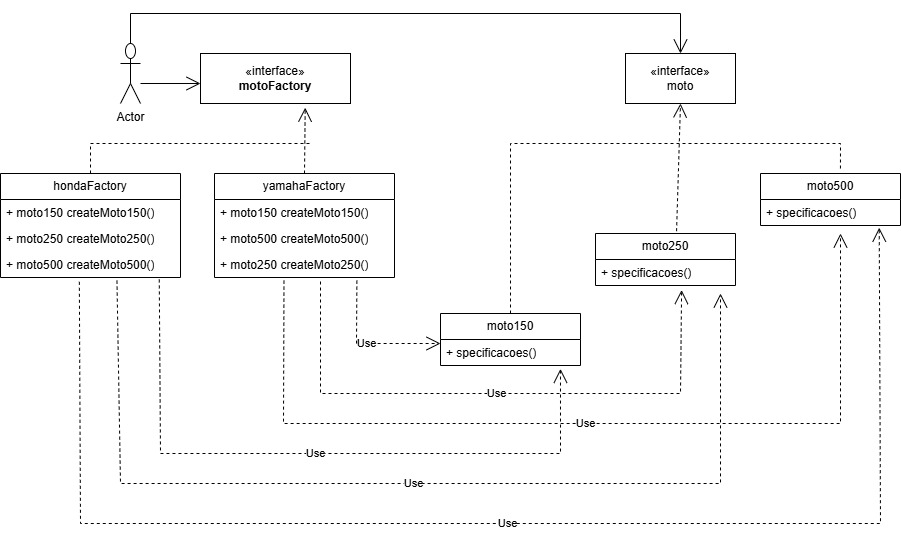 «interface»
motoFactory
«interface»
moto
Actor
hondaFactory
+ moto150 createMoto150()
+ moto250 createMoto250()
+ moto500 createMoto500()
yamahaFactory
+ moto150 createMoto150()
+ moto500 createMoto500()
+ moto250 createMoto250()
moto500
+ specificacoes()
moto250
+ specificacoes()
moto150
+ specificacoes()
Use
Use
Use
Use
Use
Use